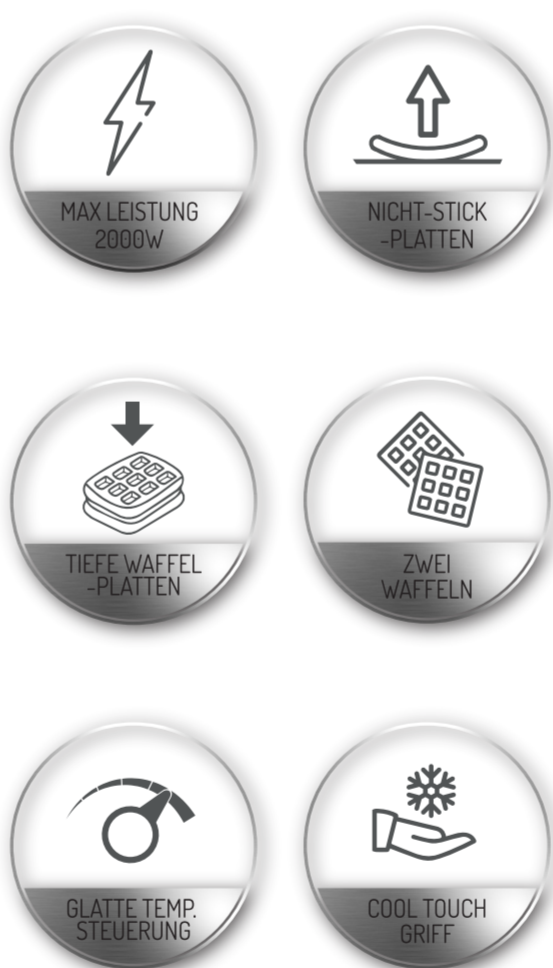 MAX LEISTUNG
2000W
NICHT-STICK
-PLATTEN
TIEFE WAFFEL
-PLATTEN
ZWEI
WAFFELN
GLATTE TEMP.
STEUERUNG
COOL TOUCH
GRIFF